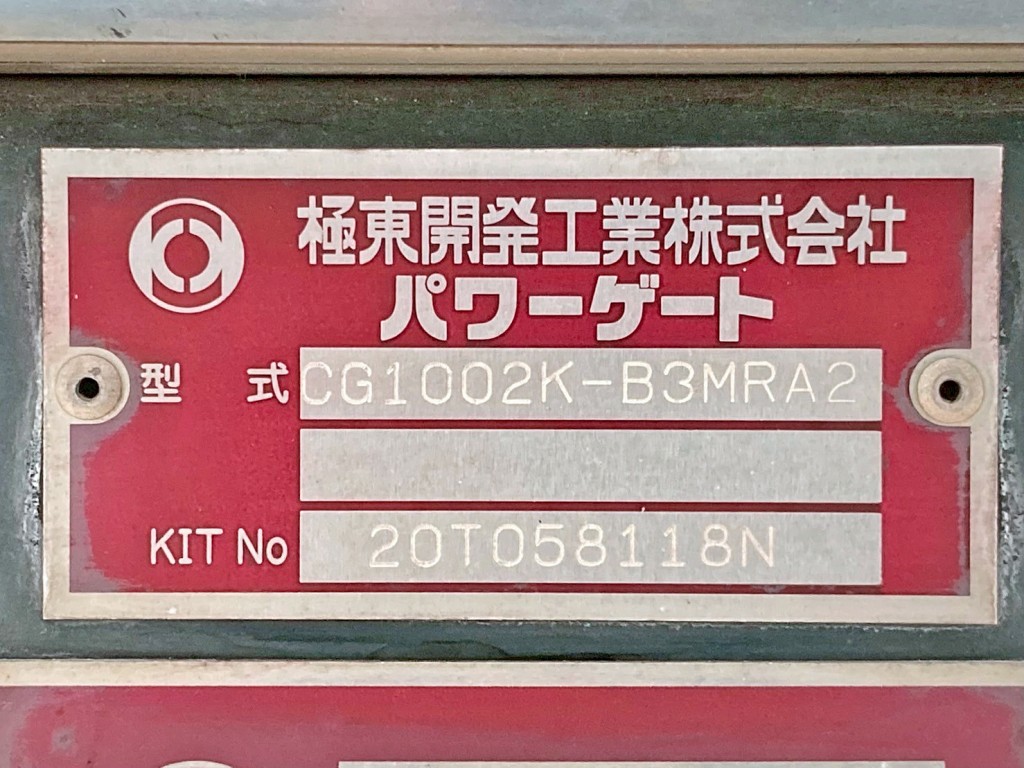 極東開発工業株式会社
パワーゲート
型 式 CG1002K-B3MRA2
KIT No 20T058118N